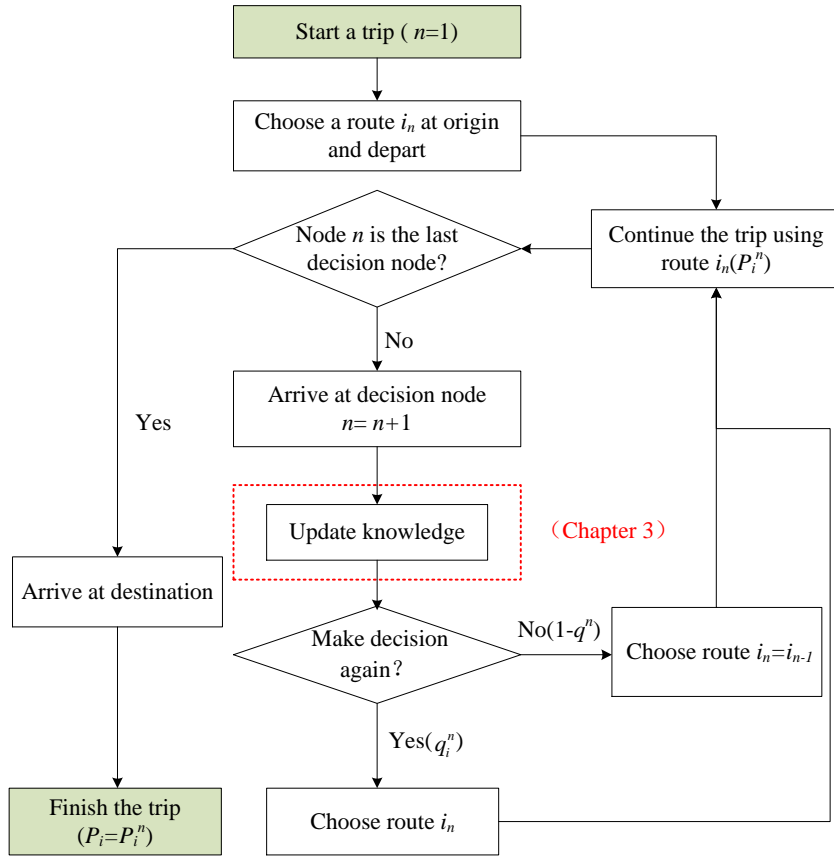 Start a trip ( n=1)
Choose a route iₙ at origin
and depart
Node n is the last
decision node?
Continue the trip using
route iₙ(Pᵢⁿ)
No
Yes
Arrive at decision node
n= n+1
Update knowledge
（Chapter 3）
Arrive at destination
Make decision
again？
No(1-qⁿ)
Choose route iₙ=iₙ₋₁
Yes(qᵢⁿ)
Finish the trip
(Pᵢ=Pᵢⁿ)
Choose route iₙ